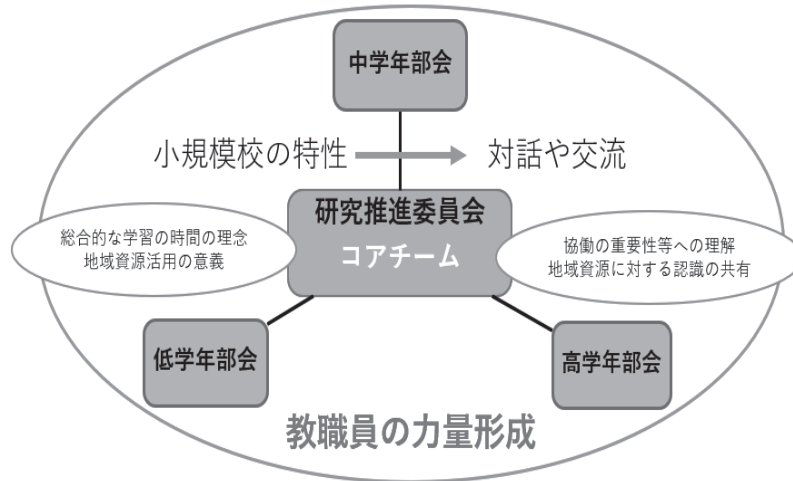 中学年部会
小規模校の特性
対話や交流
研究推進委員会
コアチーム
総合的な学習の時間の理念
地域資源活用の意義
協働の重要性等への理解
地域資源に対する認識の共有
低学年部会
高学年部会
教職員の力量形成